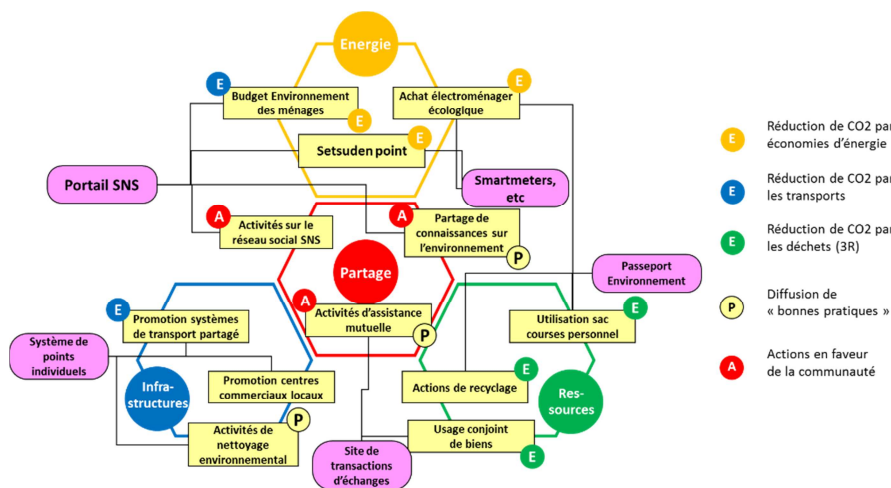 Energie
E
E
Budget Environnement
des ménages
Achat électroménager
écologique
E
E
Setsuden point
Portail SNS
Smartmeters,
etc
A
Activités sur le
réseau social SNS
A
Partage de
connaissances sur
l'environnement
P
Partage
Passeport
Environnement
A
Activités d'assistance
mutuelle
P
E
Promotion systèmes
de transport partagé
E
Utilisation sac
courses personnel
Système de
points
individuels
Promotion centres
commerciaux locaux
Infra-
structures
E
Actions de recyclage
Res-
sources
P
Activités de
nettoyage
environnemental
Usage conjoint
de biens
E
Site de
transactions
d'échanges
E
Réduction de CO2 par
économies d'énergie
E
Réduction de CO2 par
les transports
E
Réduction de CO2 par
les déchets (3R)
P
Diffusion de
« bonnes pratiques »
A
Actions en faveur
de la communauté